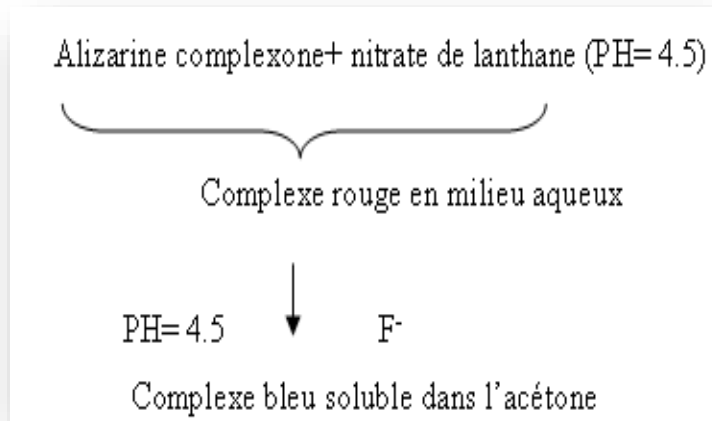 Alizarine complexone+ nitrate de lanthane (PH= 4.5)
Complexe rouge en milieu aqueux
PH= 4.5 F-
Complexe bleu soluble dans l'acétone